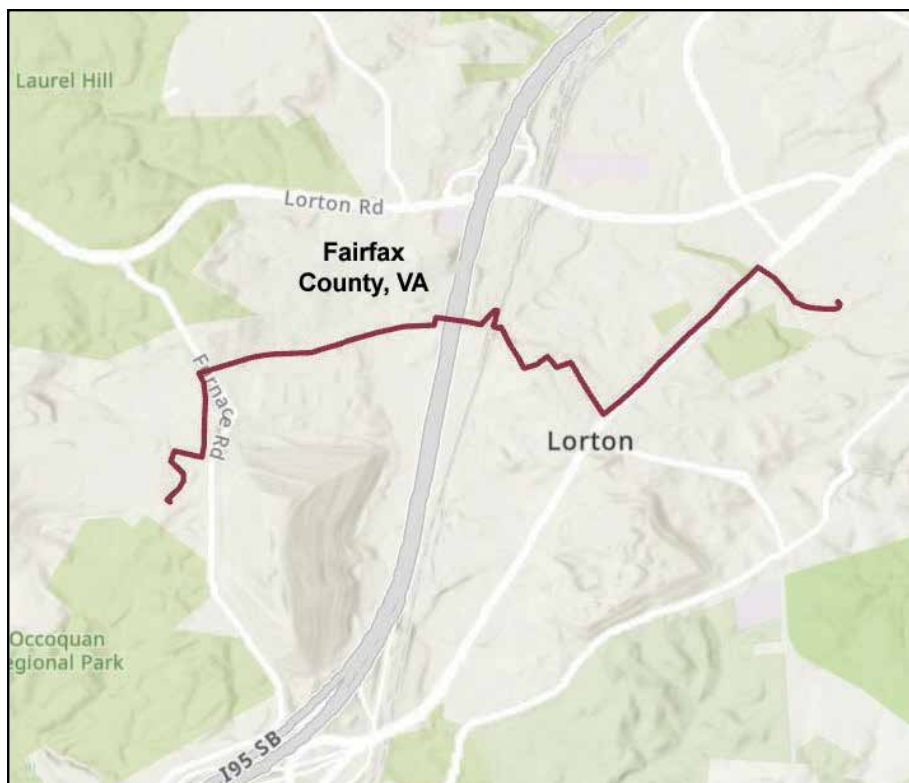 Laurel Hill
Lorton Rd
Fairfax
County, VA
Furnace Rd
Lorton
Occoquan
egional Park
I95 SB